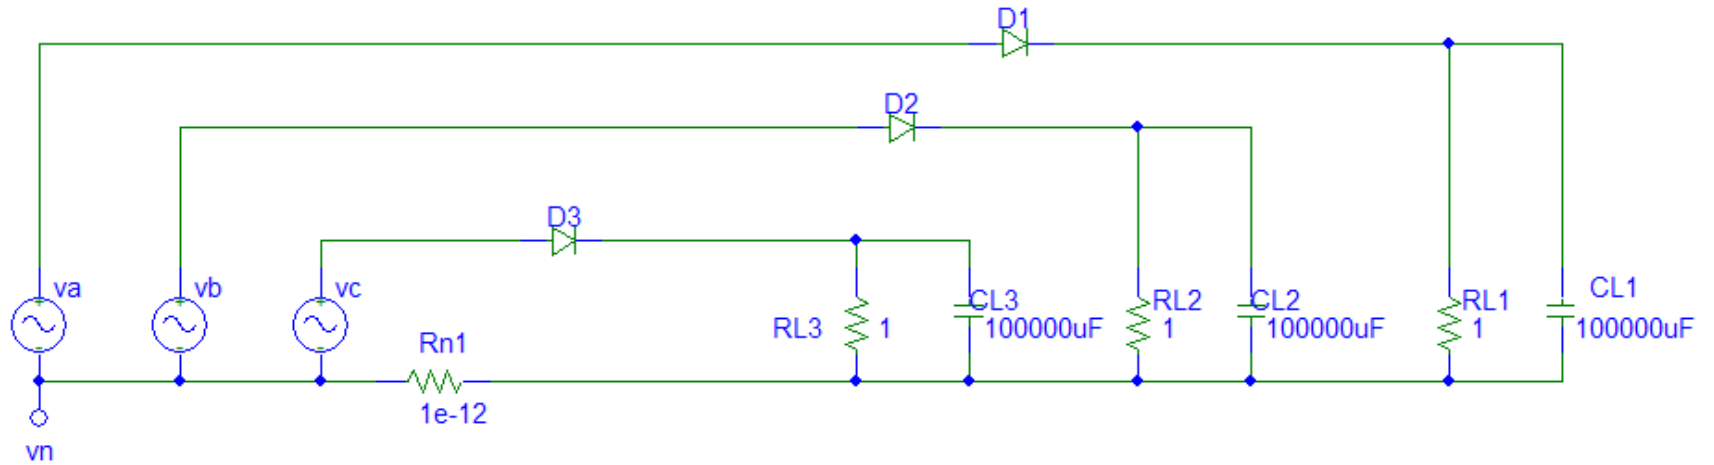 D1
D2
D3
va
vb
vc
CL3
RL2
CL2
RL1
CL1
RL3
1
100000uF
1
100000uF
1
100000uF
Rn1
1e-12
vn